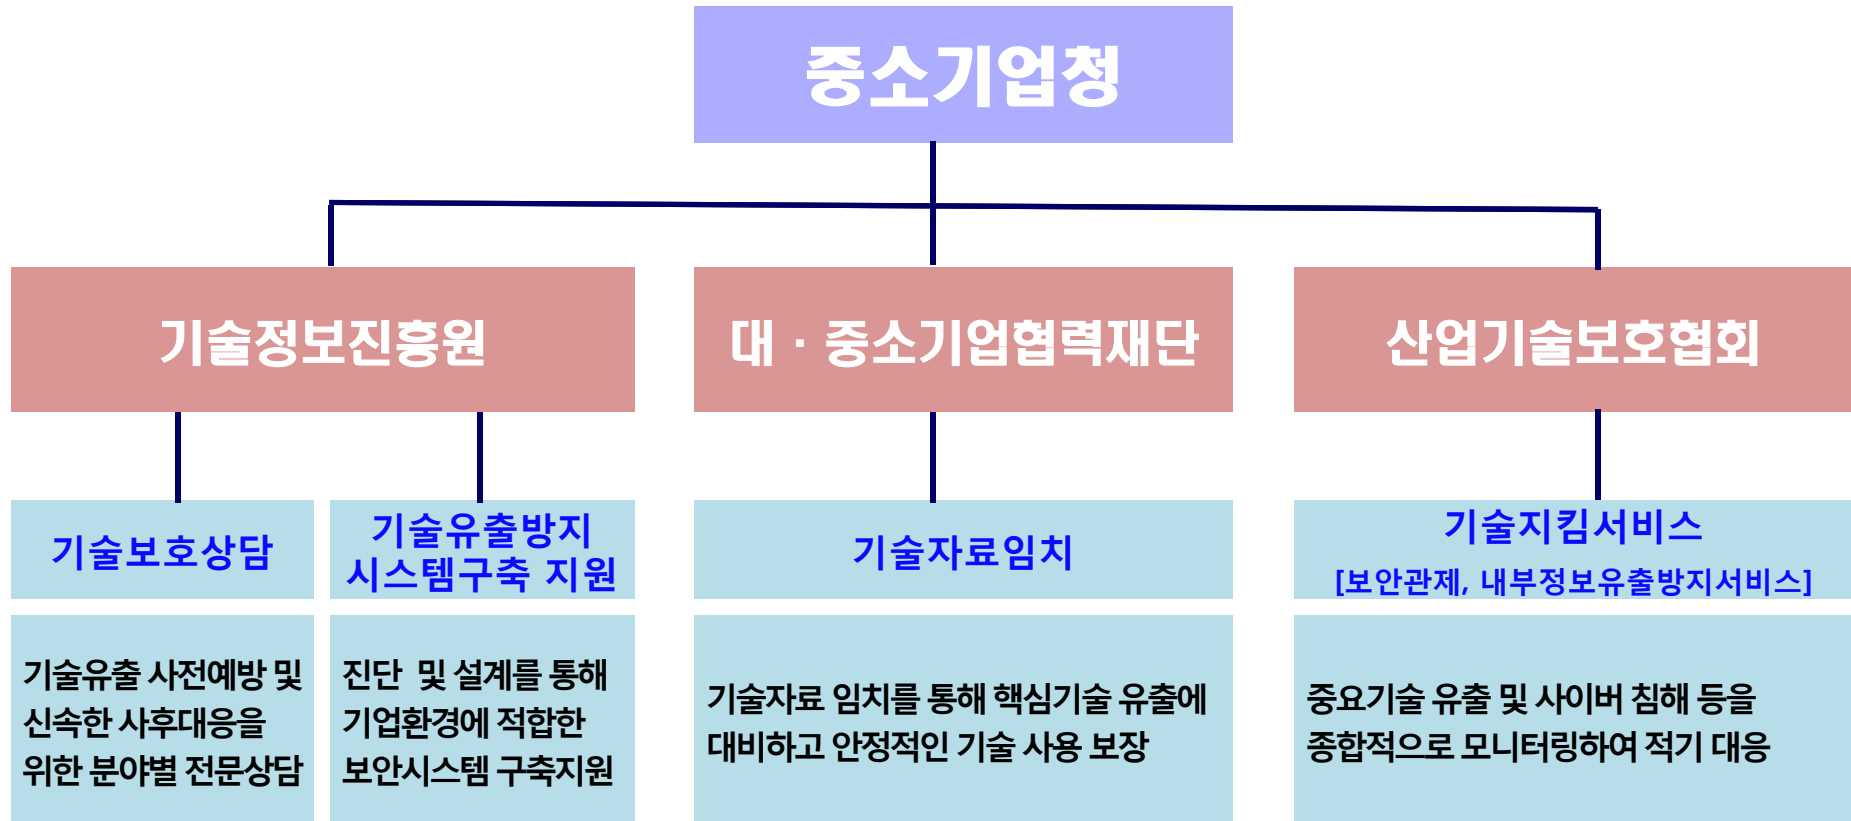 중소기업청
기술정보진흥원
대 · 중소기업협력재단
산업기술보호협회
기술보호상담
기술유출방지
시스템구축 지원
기술자료임치
기술지킴서비스
[보안관제, 내부정보유출방지서비스]
기술유출 사전예방 및
신속한 사후대응을
위한 분야별 전문상담
진단 및 설계를 통해
기업환경에 적합한
보안시스템 구축지원
기술자료 임치를 통해 핵심기술 유출에
대비하고 안정적인 기술 사용 보장
중요기술 유출 및 사이버 침해 등을
종합적으로 모니터링하여 적기 대응